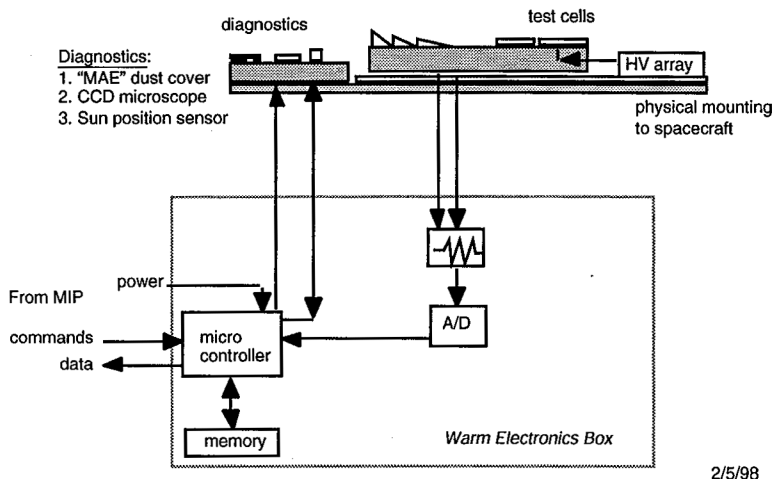 diagnostics
test cells
Diagnostics:
1. "MAE" dust cover
2. CCD microscope
3. Sun position sensor
HV array
physical mounting
to spacecraft
power
From MIP
commands
data
micro
controller
A/D
memory
Warm Electronics Box
2/5/98